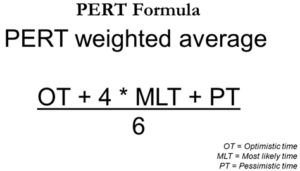 PERT Formula
PERT weighted average
OT + 4 * MLT + PT
6
OT = Optimistic time
MLT = Most likely time
PT = Pessimistic time